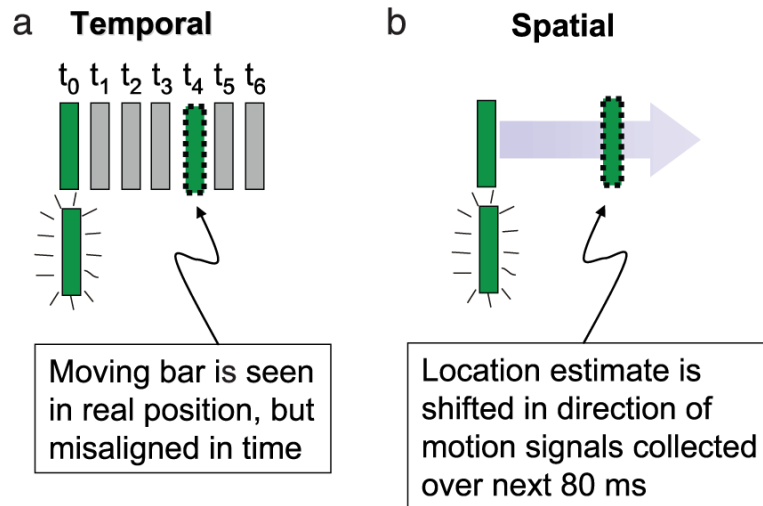 a Temporal
t0 t1 t2 t3 t4 t5 t6
Moving bar is seen
in real position, but
misaligned in time
b Spatial
Location estimate is
shifted in direction of
motion signals collected
over next 80 ms